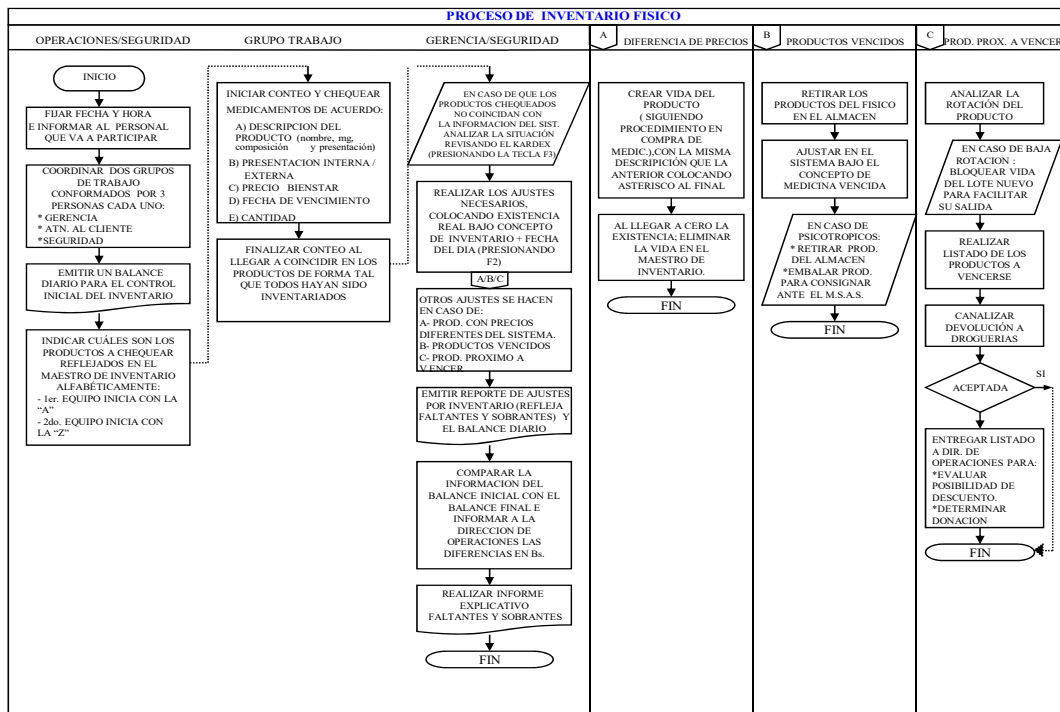 PROCESO DE INVENTARIO FISICO
OPERACIONES/SEGURIDAD
INICIO
FIJAR FECHA Y HORA
E INFORMAR AL PERSONAL
QUE VA A PARTICIPAR
COORDINAR DOS GRUPOS
DE TRABAJO
CONFORMADOS POR 3
PERSONAS CADA UNO:
* GERENCIA
* ATN. AL CLIENTE
*SEGURIDAD
EMITIR UN BALANCE
DIARIO PARA EL CONTROL
INICIAL DEL INVENTARIO
INDICAR CUÁLES SON LOS
PRODUCTOS A CHEQUEAR
REFLEJADOS EN EL
MAESTRO DE INVENTARIO
ALFABÉTICAMENTE:
- 1er. EQUIPO INICIA CON LA
“A”
- 2do. EQUIPO INICIA CON
LA “Z”
GRUPO TRABAJO
INICIAR CONTEO Y CHEQUEAR
MEDICAMENTOS DE ACUERDO:
A) DESCRIPCION DEL
PRODUCTO (nombre, mg,
composición y presentación)
B) PRESENTACION INTERNA /
EXTERNA
C) PRECIO BIENSTAR
D) FECHA DE VENCIMIENTO
E) CANTIDAD
FINALIZAR CONTEO AL
LLEGAR A COINCIDIR EN LOS
PRODUCTOS DE FORMA TAL
QUE TODOS HAYAN SIDO
INVENTARIADOS
GERENCIA/SEGURIDAD
EN CASO DE QUE LOS
PRODUCTOS CHEQUEADOS
NO COINCIDAN CON
LA INFORMACION DEL SIST.
ANALIZAR LA SITUACIÓN
REVISANDO EL KARDEX
(PRESIONANDO LA TECLA F3)
REALIZAR LOS AJUSTES
NECESARIOS,
COLOCANDO EXISTENCIA
REAL BAJO CONCEPTO
DE INVENTARIO + FECHA
DEL DIA (PRESIONANDO
F2)
A/B/C
OTROS AJUSTES SE HACEN
EN CASO DE:
A- PROD. CON PRECIOS
DIFERENTES DEL SISTEMA.
B- PRODUCTOS VENCIDOS
C- PROD. PROXIMO A
VENCER
EMITIR REPORTE DE AJUSTES
POR INVENTARIO (REFLEJA
FALTANTES Y SOBRANTES) Y
EL BALANCE DIARIO
COMPARAR LA
INFORMACION DEL
BALANCE INICIAL CON EL
BALANCE FINAL E
INFORMAR A LA
DIRECCION DE
OPERACIONES LAS
DIFERENCIAS EN Bs.
REALIZAR INFORME
EXPLICATIVO
FALTANTES Y SOBRANTES
FIN
A
DIFERENCIA DE PRECIOS
CREAR VIDA DEL
PRODUCTO
( SIGUIENDO
PROCEDIMIENTO EN
COMPRA DE
MEDIC.),CON LA MISMA
DESCRIPICIÓN QUE LA
ANTERIOR COLOCANDO
ASTERISCO AL FINAL
AL LLEGAR A CERO LA
EXISTENCIA; ELIMINAR
LA VIDA EN EL
MAESTRO DE
INVENTARIO.
FIN
B
PRODUCTOS VENCIDOS
RETIRAR LOS
PRODUCTOS DEL FISICO
EN EL ALMACEN
AJUSTAR EN EL
SISTEMA BAJO EL
CONCEPTO DE
MEDICINA VENCIDA
EN CASO DE
PSICOTROPICOS:
* RETIRAR PROD.
DEL ALMACEN
*EMBALAR PROD.
PARA CONSIGNAR
ANTE EL M.S.A.S.
FIN
C
PROD. PROX. A VENCER
ANALIZAR LA
ROTACIÓN DEL
PRODUCTO
EN CASO DE BAJA
ROTACION :
BLOQUEAR VIDA
DEL LOTE NUEVO
PARA FACILITAR
SU SALIDA
REALIZAR
LISTADO DE LOS
PRODUCTOS A
VENCERSE
CANALIZAR
DEVOLUCIÓN A
DROGUERIAS
SI
ACEPTADA
ENTREGAR LISTADO
A DIR. DE
OPERACIONES PARA:
*EVALUAR
POSIBILIDAD DE
DESCUENTO.
*DETERMINAR
DONACION
FIN